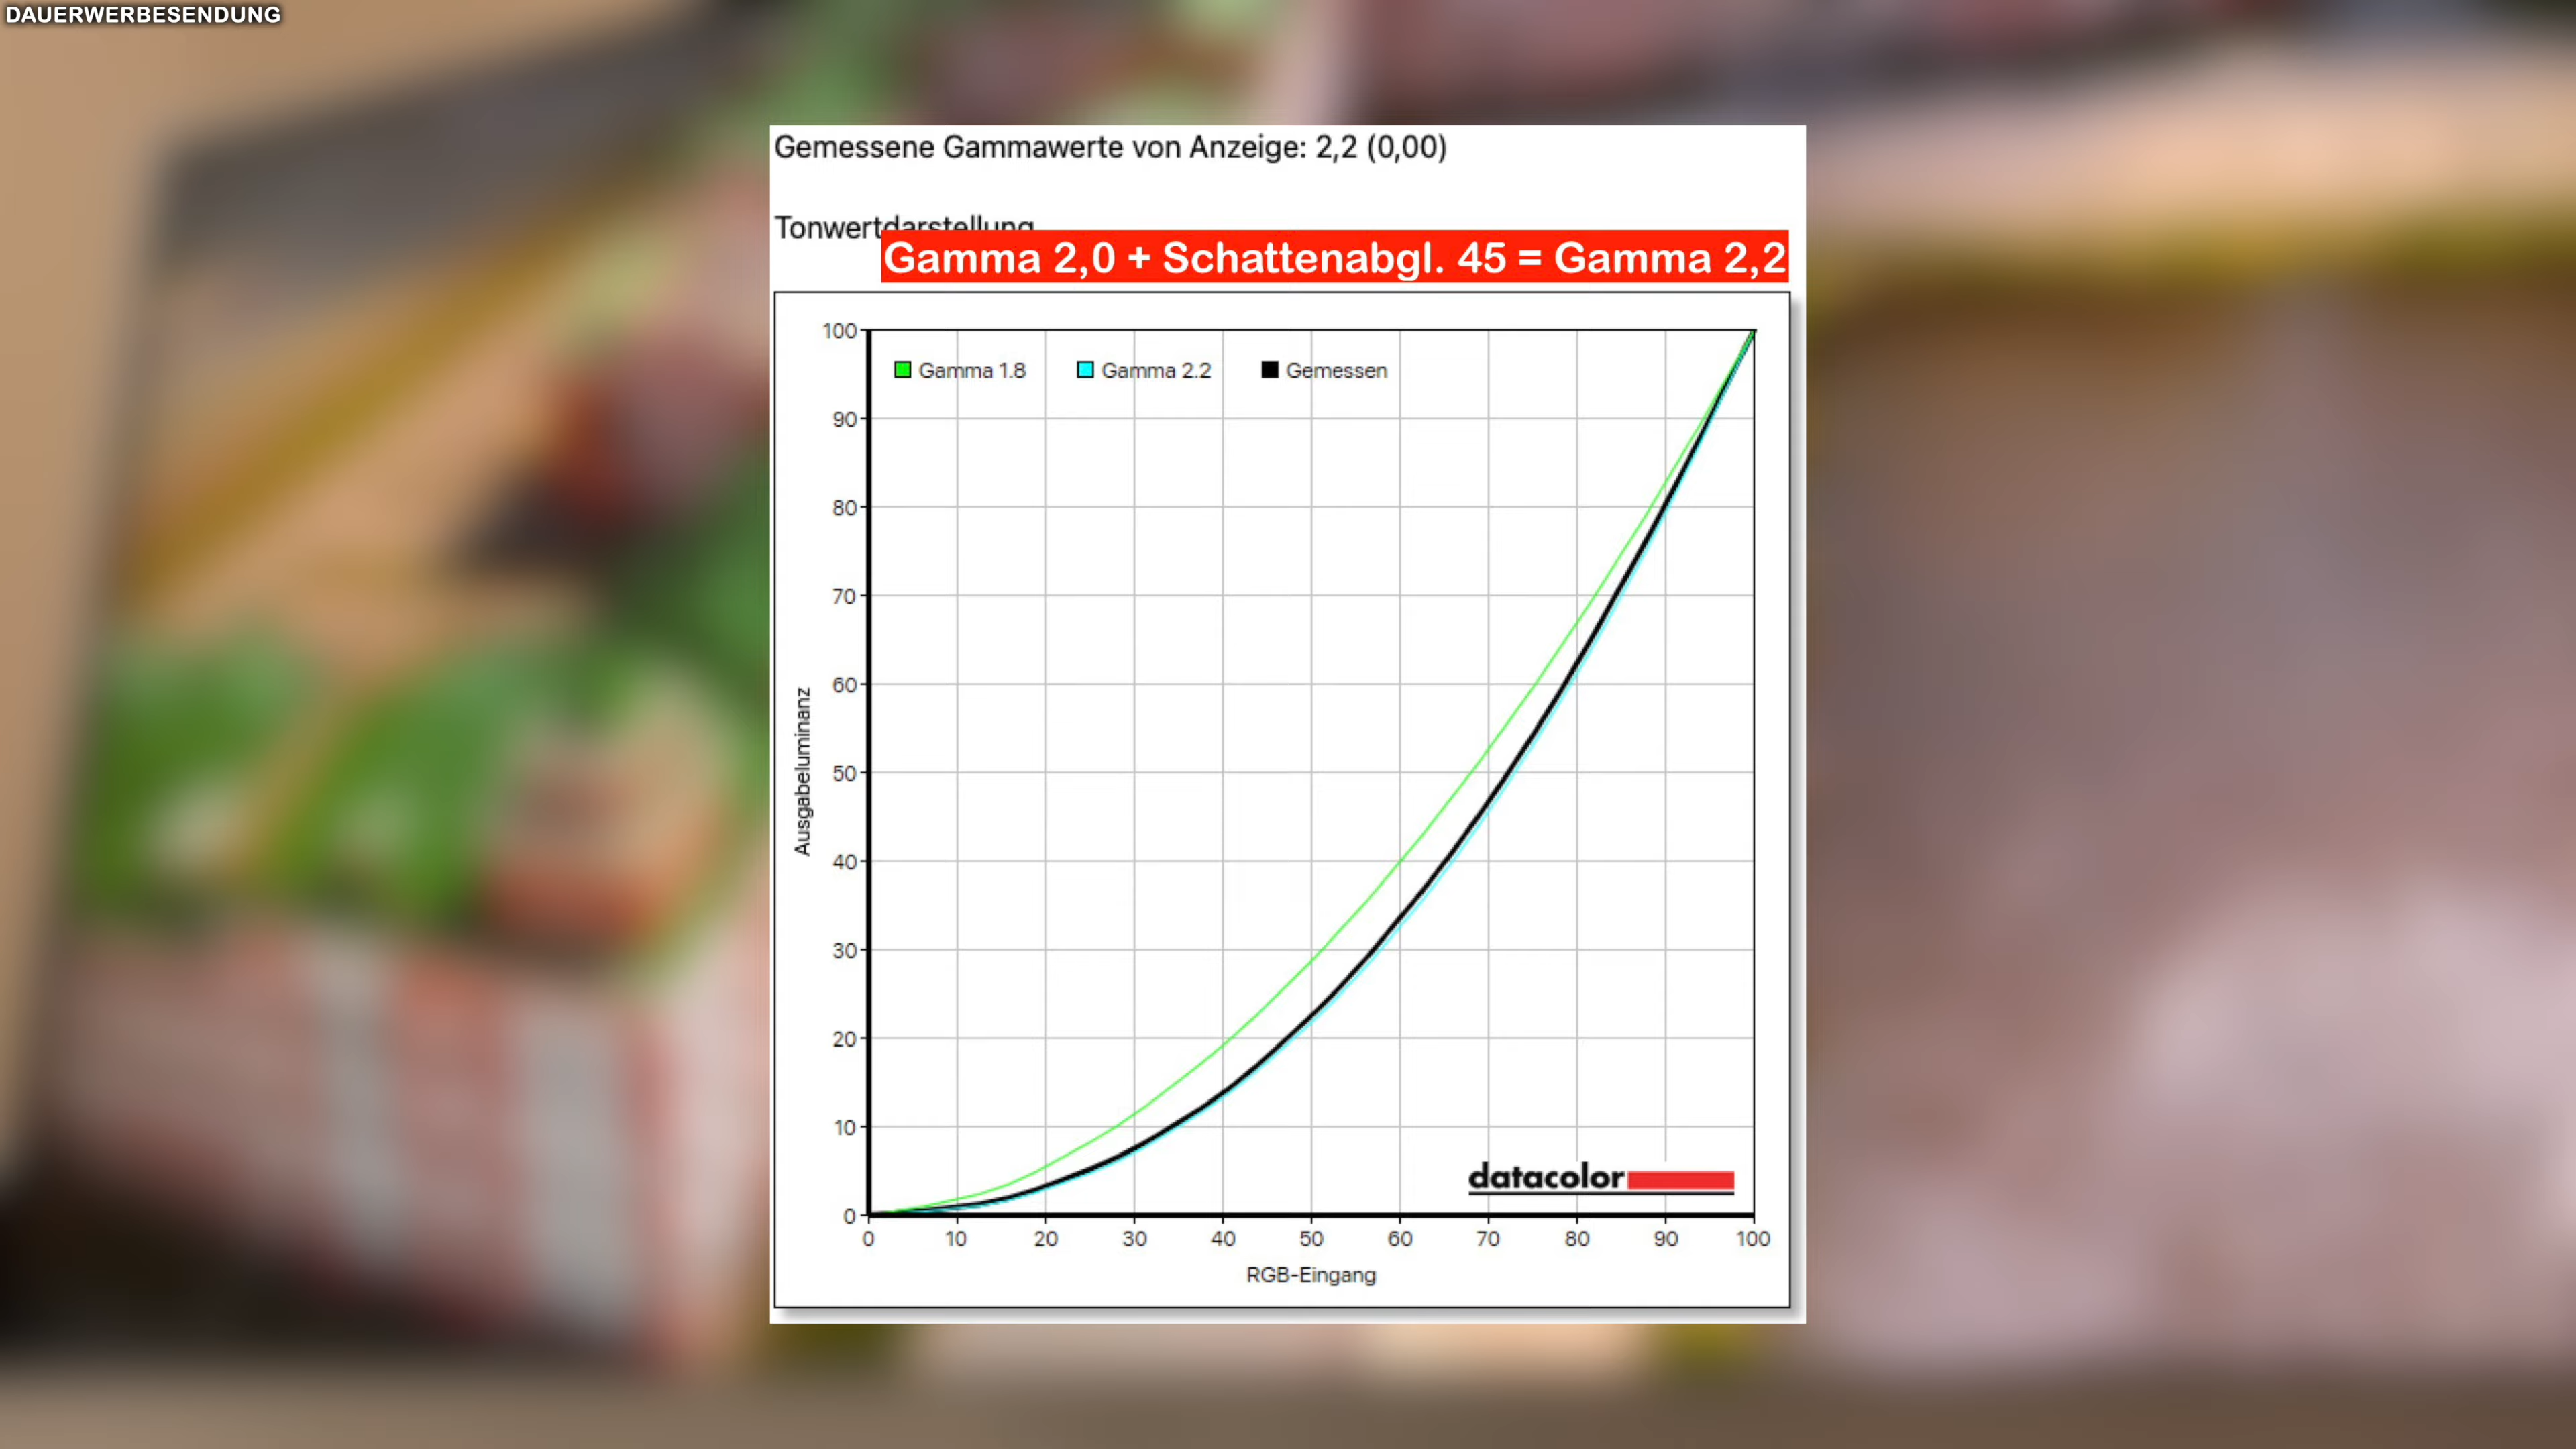 DAUERWERBESENDUNG
Gemessene Gammawerte von Anzeige: 2,2 (0,00)
Tonwertdarstellung
Gamma 2,0 + Schattenabgl. 45 = Gamma 2,2
Gamma 1.8
Gamma 2.2
Gemessen
100
90
80
70
60
50
40
30
20
10
0
Ausgabeluminanz
datacolor
0 10 20 30 40 50 60 70 80 90 100
RGB-Eingang